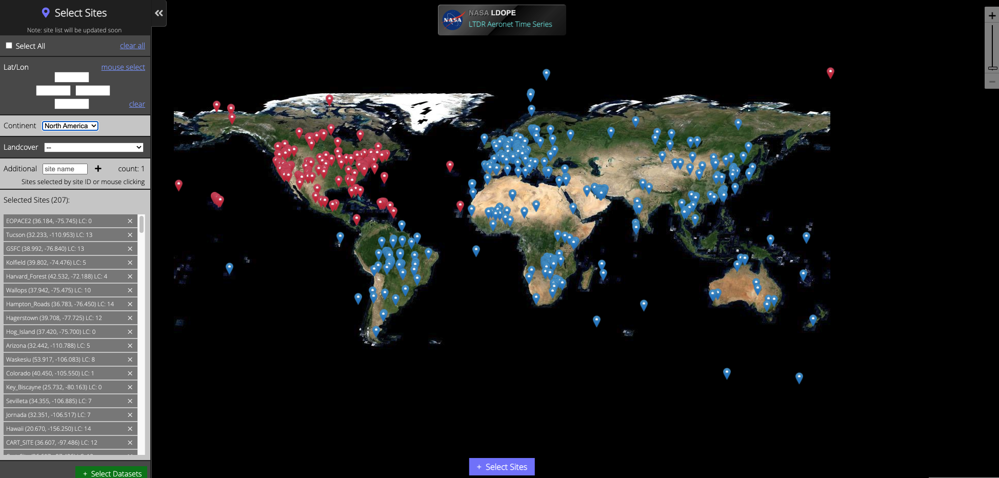 Select Sites
Note: site list will be updated soon
Select All
clear all
Lat/Lon
mouse select
clear
Continent
North America
Landcover
--
Additional
site name
+
count: 1
Sites selected by site ID or mouse clicking
Selected Sites (207):
EOPACE2 (36.184, -75.745) LC: 0
Tucson (32.233, -110.953) LC: 13
GSFC (38.992, -76.840) LC: 13
Kolfield (39.802, -74.476) LC: 5
Harvard_Forest (42.532, -72.188) LC: 4
Wallops (37.942, -75.475) LC: 10
Hampton_Roads (36.783, -76.450) LC: 14
Hagerstown (39.708, -77.725) LC: 12
Hog_Island (37.420, -75.700) LC: 0
Arizona (32.442, -110.788) LC: 5
Waskesiu (53.917, -106.083) LC: 8
Colorado (40.450, -105.550) LC: 1
Key_Biscayne (25.732, -80.163) LC: 0
Sevilleta (34.355, -106.885) LC: 7
Jornada (32.351, -106.517) LC: 7
Hawaii (20.670, -156.250) LC: 14
CART_SITE (36.607, -97.486) LC: 12
+ Select Datasets
NASA
NASA LDOPE
LTDR Aeronet Time Series
+ Select Sites